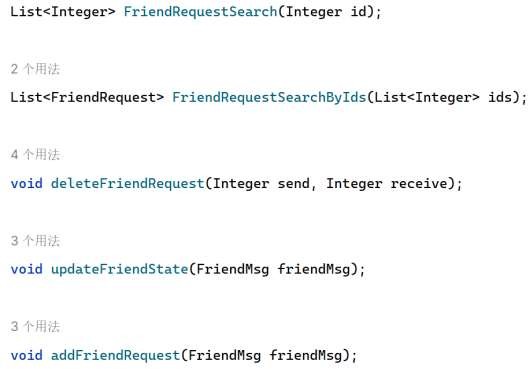 List<Integer> FriendRequestSearch(Integer id);
2 个用法
List<FriendRequest> FriendRequestSearchByIds(List<Integer> ids);
4 个用法
void deleteFriendRequest(Integer send, Integer receive);
3 个用法
void updateFriendState(FriendMsg friendMsg);
3 个用法
void addFriendRequest(FriendMsg friendMsg);